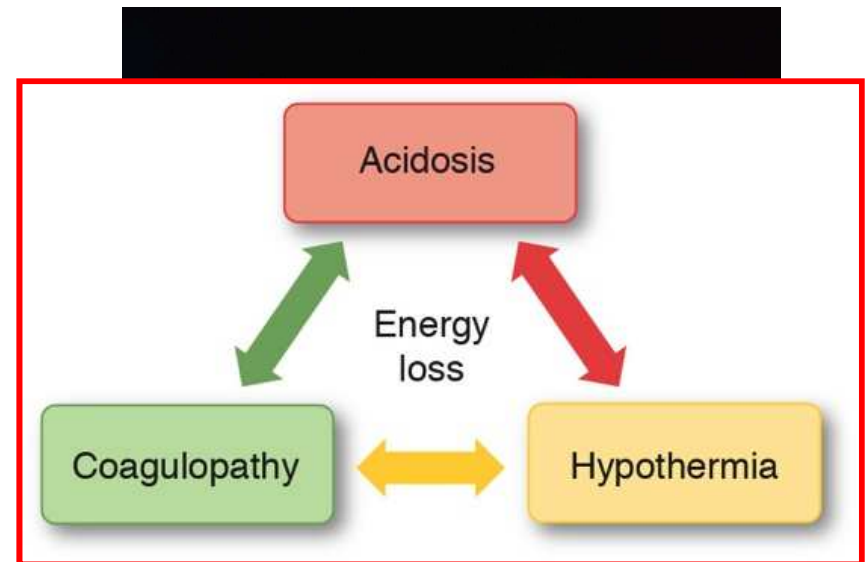 Acidosis
Energy
loss
Coagulopathy
Hypothermia